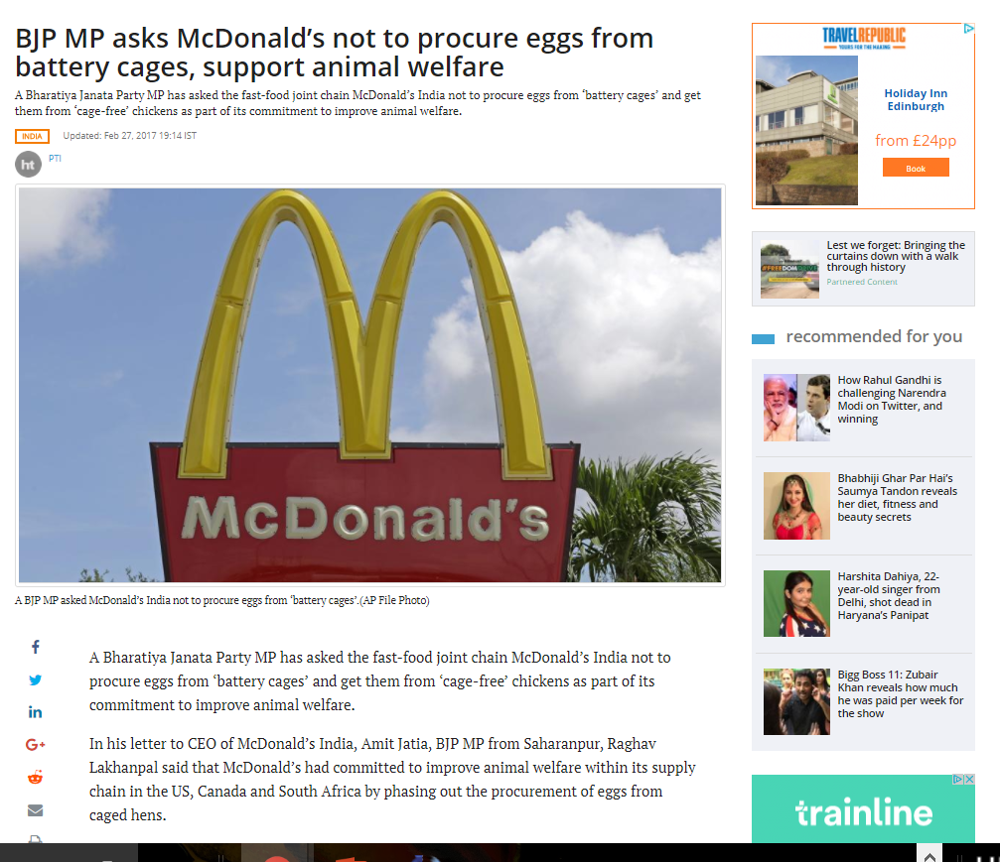 BJP MP asks McDonald's not to procure eggs from
battery cages, support animal welfare
A Bharatiya Janata Party MP has asked the fast-food joint chain McDonald's India not to procure eggs from 'battery cages' and get
them from 'cage-free' chickens as part of its commitment to improve animal welfare.
INDIA
Updated: Feb 27, 2017 19:14 IST
ht
PTI
McDonald's
A BJP MP asked McDonald's India not to procure eggs from 'battery cages'.(AP File Photo)
A Bharatiya Janata Party MP has asked the fast-food joint chain McDonald's India not to
procure eggs from 'battery cages' and get them from 'cage-free' chickens as part of its
commitment to improve animal welfare.
In his letter to CEO of McDonald's India, Amit Jatia, BJP MP from Saharanpur, Raghav
Lakhanpal said that McDonald's had committed to improve animal welfare within its supply
chain in the US, Canada and South Africa by phasing out the procurement of eggs from
caged hens.
TRAVELREPUBLIC
YOURS FOR THE MAKING
Holiday Inn
Edinburgh
from £24pp
Book
Lest we forget: Bringing the
curtains down with a walk
through history
Partnered Content
recommended for you
How Rahul Gandhi is
challenging Narendra
Modi on Twitter, and
winning
Bhabhiji Ghar Par Hai's
Saumya Tandon reveals
her diet, fitness and
beauty secrets
Harshita Dahiya, 22-
year-old singer from
Delhi, shot dead in
Haryana's Panipat
Bigg Boss 11: Zubair
Khan reveals how much
he was paid per week for
the show
trainline